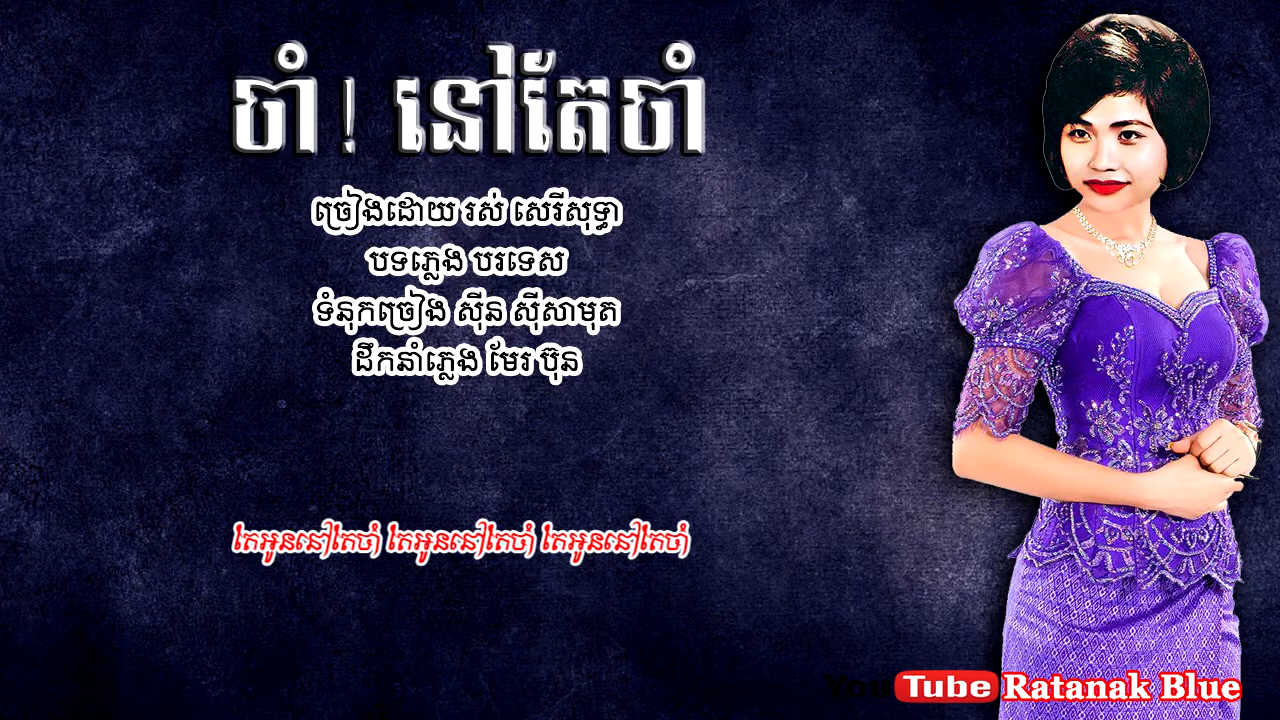 ចាំ ! នៅតែចាំ
ច្រៀងដោយ រស់ សេរីសុទ្ធា
បទភ្លេង បរទេស
ទំនុកច្រៀង ស៊ីន ស៊ីសាមុត
ដឹកនាំភ្លេង មែរ ប៊ុន
តែអូននៅតែចាំ តែអូននៅតែចាំ តែអូននៅតែចាំ
YouTube Ratanak Blue